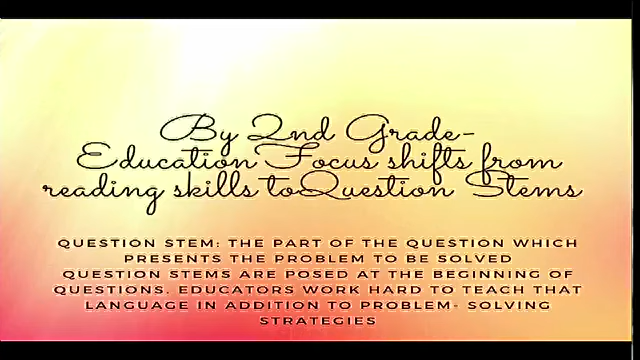 By 2nd Grade-
Education Focus shifts from
reading skills toQuestion Stems
QUESTION STEM: THE PART OF THE QUESTION WHICH
PRESENTS THE PROBLEM TO BE SOLVED
QUESTION STEMS ARE POSED AT THE BEGINNING OF
QUESTIONS. EDUCATORS WORK HARD TO TEACH THAT
LANGUAGE IN ADDITION TO PROBLEM- SOLVING
STRATEGIES